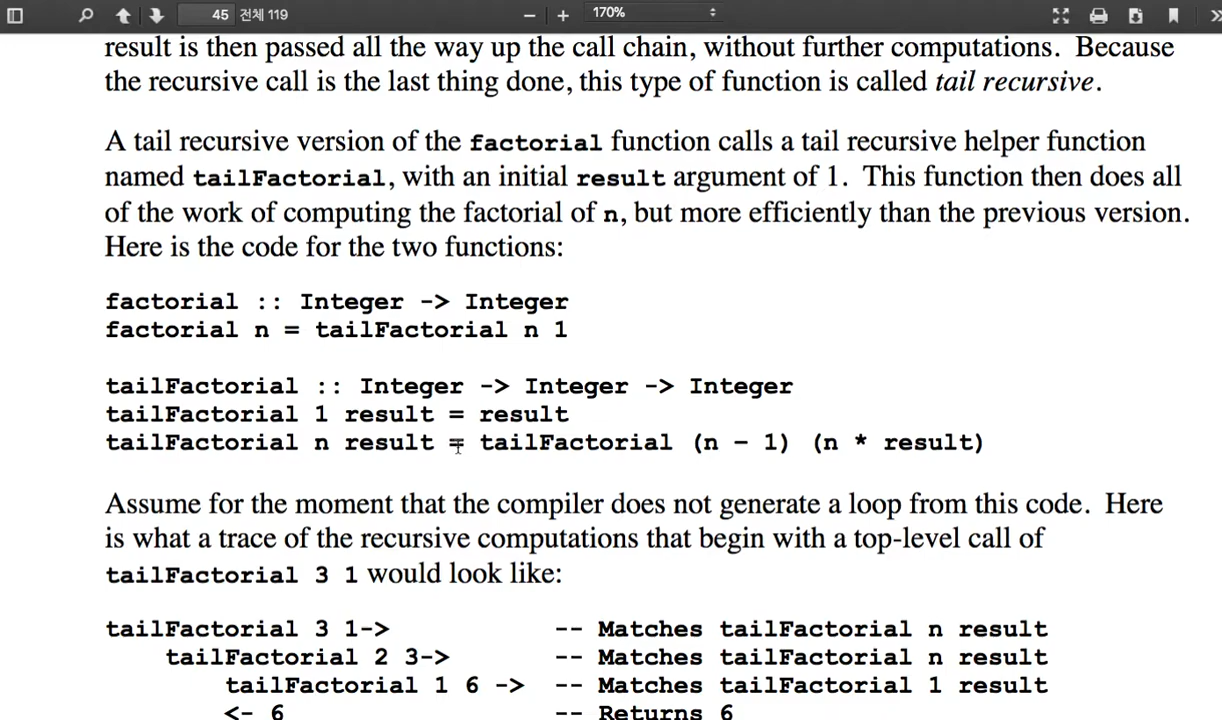 45 전체 119
170%
result is then passed all the way up the call chain, without further computations. Because
the recursive call is the last thing done, this type of function is called tail recursive.
A tail recursive version of the factorial function calls a tail recursive helper function
named tailFactorial, with an initial result argument of 1. This function then does all
of the work of computing the factorial of n, but more efficiently than the previous version.
Here is the code for the two functions:
factorial :: Integer -> Integer
factorial n = tailFactorial n 1
tailFactorial :: Integer -> Integer -> Integer
tailFactorial 1 result = result
tailFactorial n result = tailFactorial (n - 1) (n * result)
Assume for the moment that the compiler does not generate a loop from this code. Here
is what a trace of the recursive computations that begin with a top-level call of
tailFactorial 3 1 would look like:
tailFactorial 3 1-> -- Matches tailFactorial n result
tailFactorial 2 3-> -- Matches tailFactorial n result
tailFactorial 1 6 -> -- Matches tailFactorial 1 result
<- 6 -- Returns 6